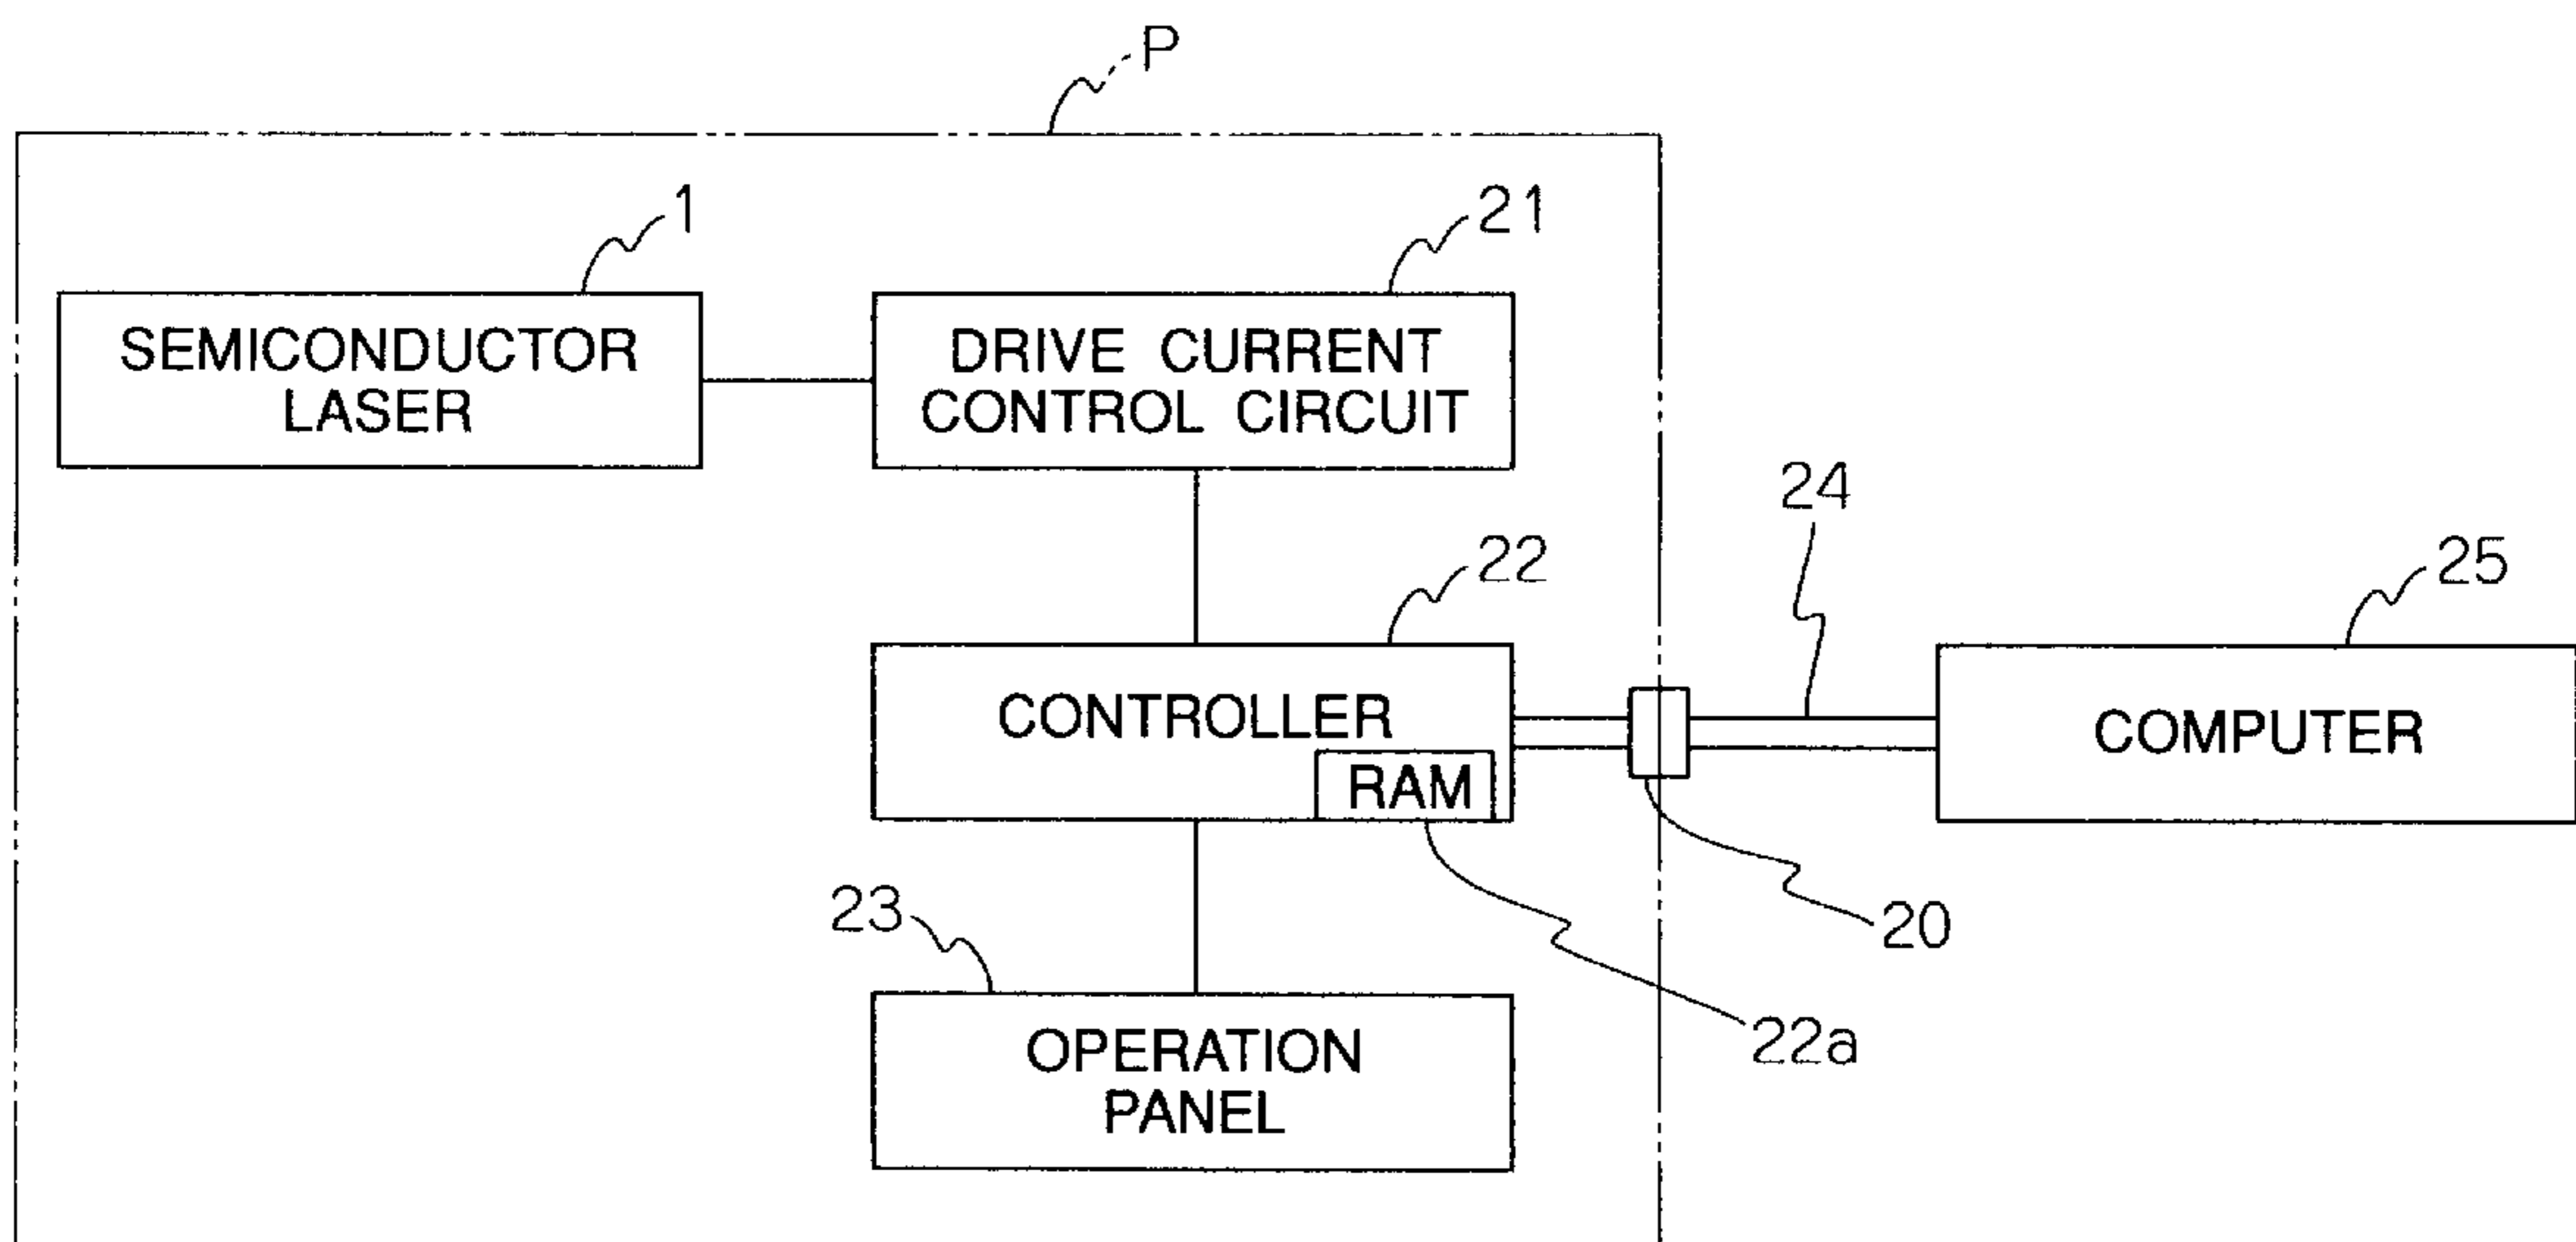 P
1
21
SEMICONDUCTOR
LASER
DRIVE CURRENT
CONTROL CIRCUIT
24
22
25
CONTROLLER
RAM
COMPUTER
23
20
22a
OPERATION
PANEL